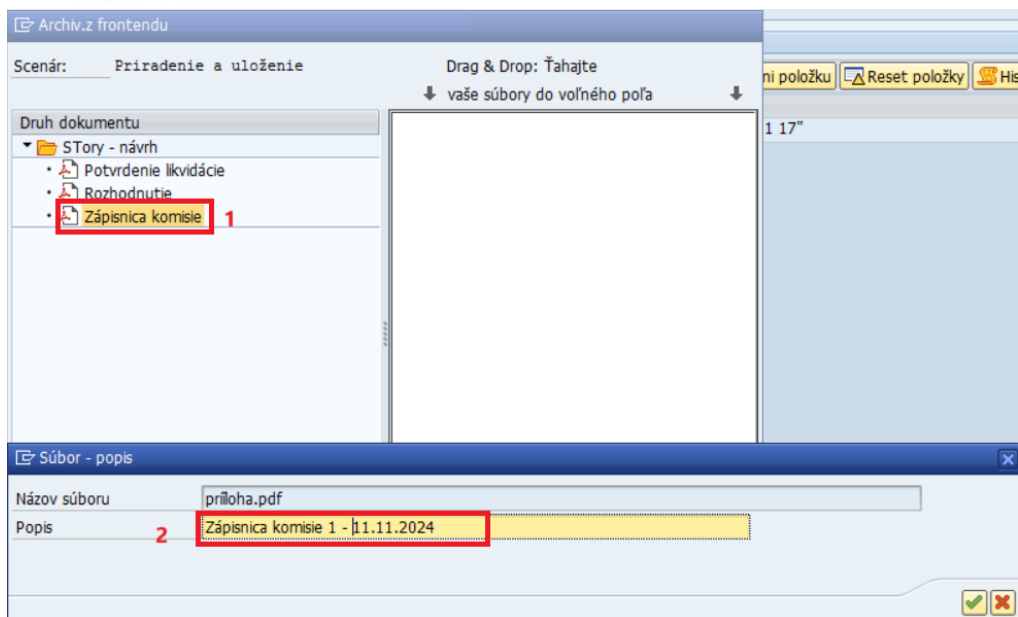 Archiv.z frontendu
Scenár: Priradenie a uloženie
Drag & Drop: Ťahajte
vaše súbory do voľného poľa
Druh dokumentu
STory - návrh
Potvrdenie likvidácie
Rozhodnutie
Zápisnica komisie 1
ni položku Reset položky His
1 17"
Súbor - popis
Názov súboru príloha.pdf
Popis 2 Zápisnica komisie 1 - 11.11.2024